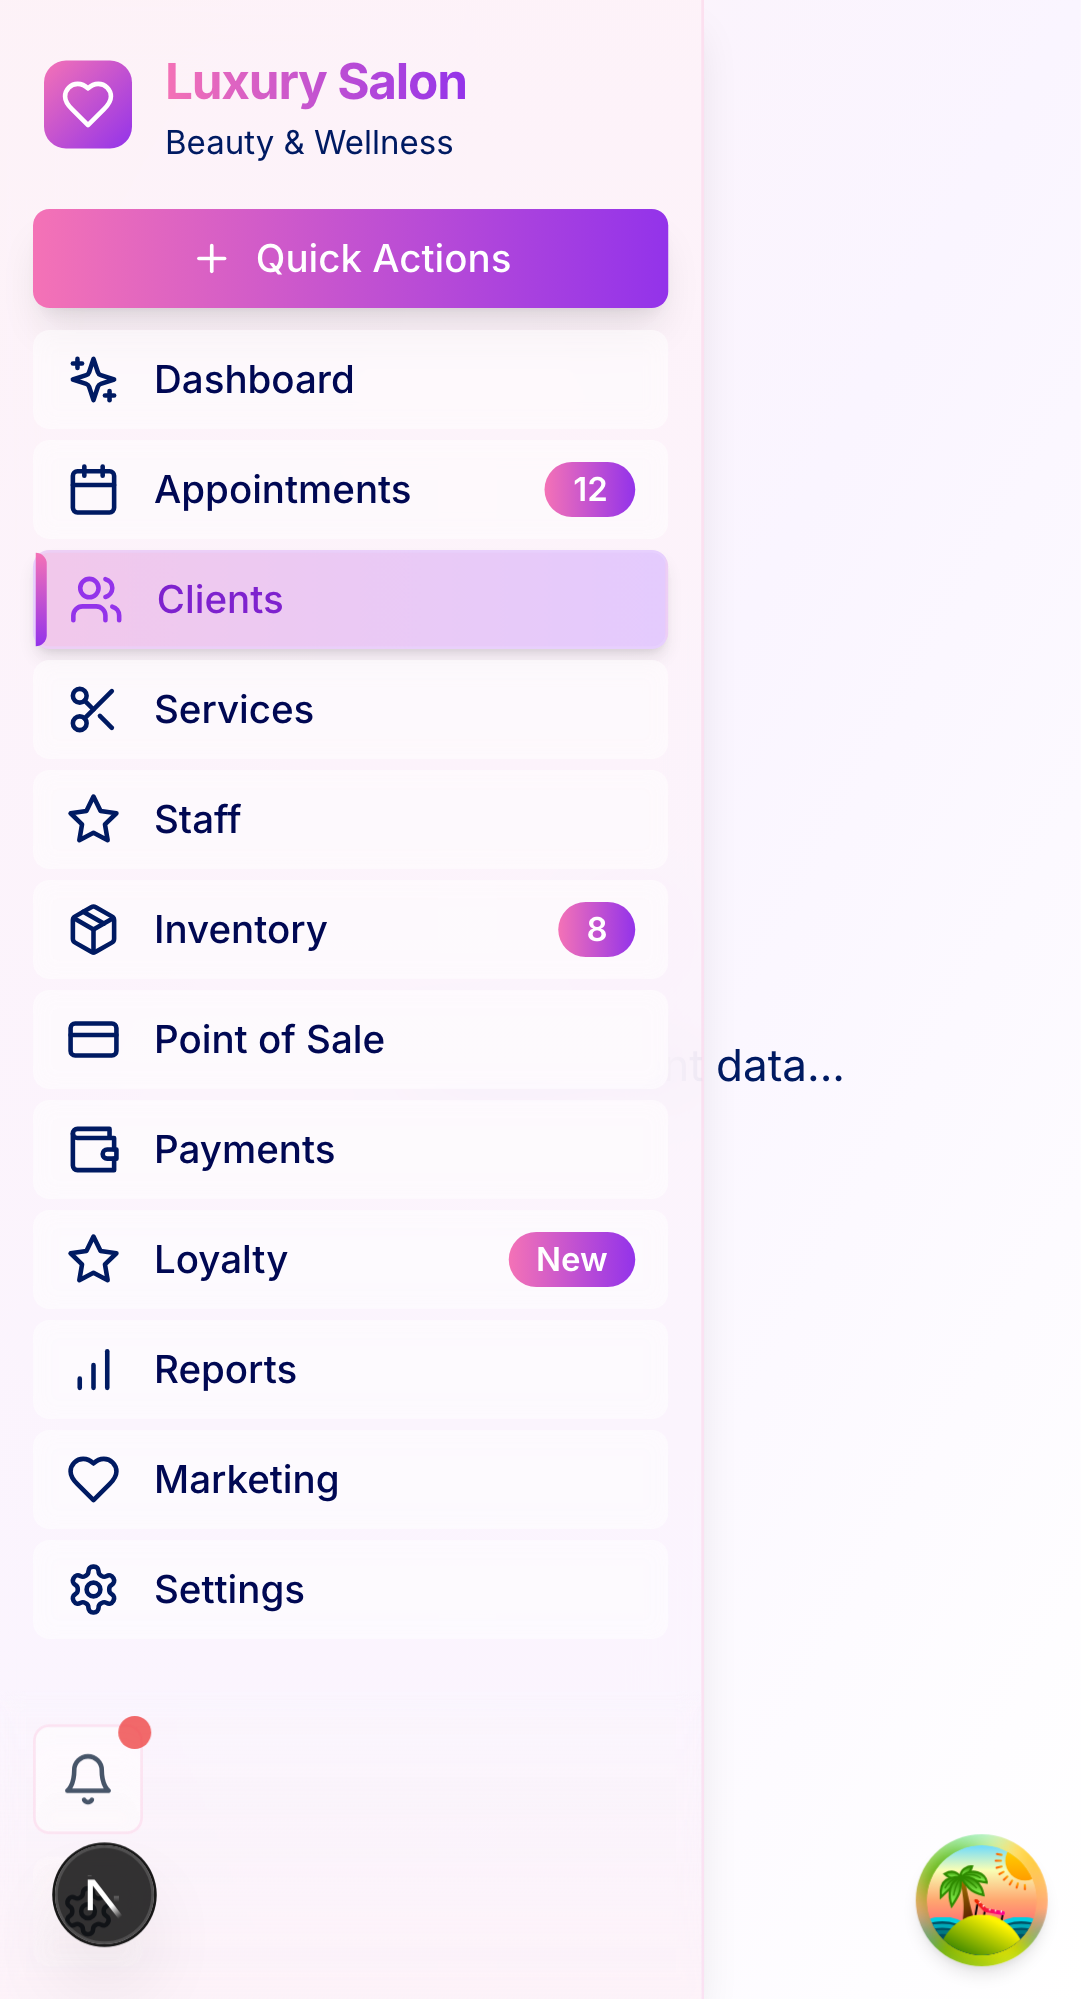 Luxury Salon
Beauty & Wellness
Quick Actions
Dashboard
Appointments 12
Clients
Services
Staff
Inventory 8
Point of Sale
nt data...
Payments
Loyalty New
Reports
Marketing
Settings
N